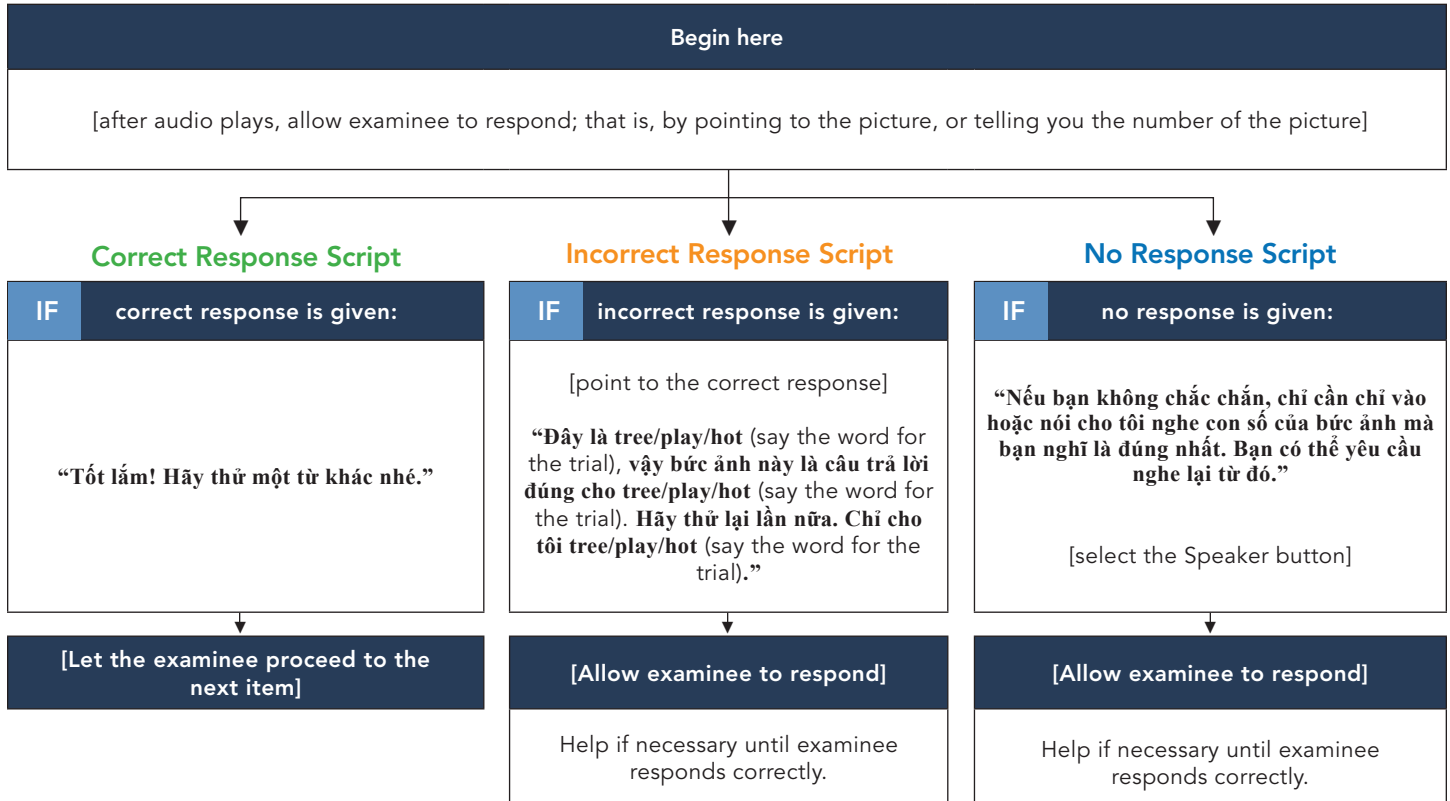 Begin here
[after audio plays, allow examinee to respond; that is, by pointing to the picture, or telling you the number of the picture]
Correct Response Script
IF
correct response is given:
“Tốt lắm! Hãy thử một từ khác nhé.”
[Let the examinee proceed to the
next item]
Incorrect Response Script
IF
incorrect response is given:
[point to the correct response]
“Đây là tree/play/hot (say the word for
the trial), vậy bức ảnh này là câu trả lời
đúng cho tree/play/hot (say the word for
the trial). Hãy thử lại lần nữa. Chỉ cho
tôi tree/play/hot (say the word for the
trial).”
[Allow examinee to respond]
Help if necessary until examinee
responds correctly.
No Response Script
IF
no response is given:
“Nếu bạn không chắc chắn, chỉ cần chỉ vào
hoặc nói cho tôi nghe con số của bức ảnh mà
bạn nghĩ là đúng nhất. Bạn có thể yêu cầu
nghe lại từ đó.”
[select the Speaker button]
[Allow examinee to respond]
Help if necessary until examinee
responds correctly.